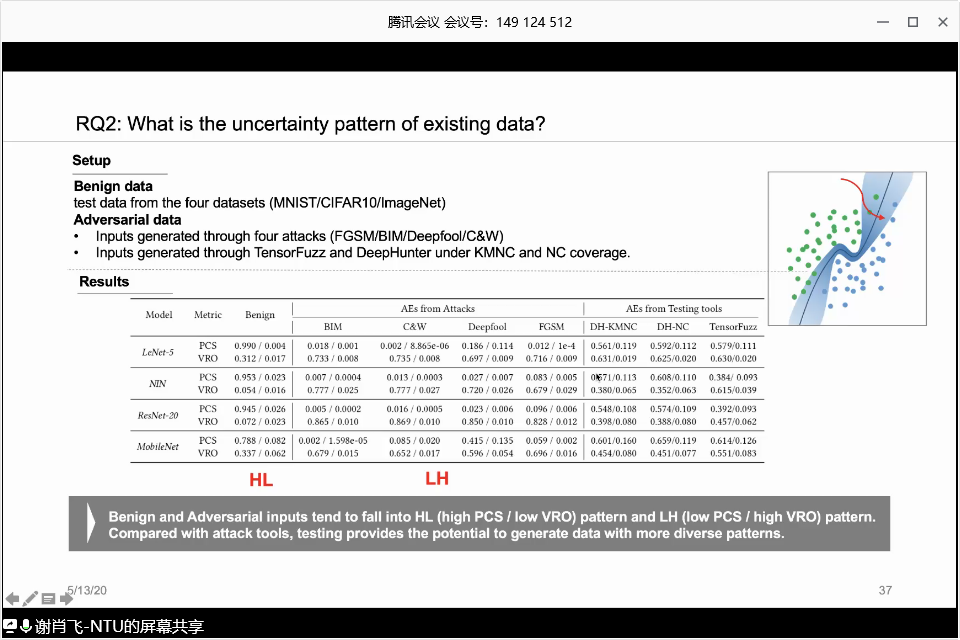 腾讯会议 会议号：149 124 512
RQ2: What is the uncertainty pattern of existing data?
Setup
Benign data
test data from the four datasets (MNIST/CIFAR10/ImageNet)
Adversarial data
• Inputs generated through four attacks (FGSM/BIM/Deepfool/C&W)
• Inputs generated through TensorFuzz and DeepHunter under KMNC and NC coverage.
Results
Model Metric Benign AEs from Attacks AEs from Testing tools
BIM C&W Deepfool FGSM DH-KMNC DH-NC TensorFuzz
LeNet-5
PCS 0.990 / 0.004 0.018 / 0.001 0.002 / 8.865e-06 0.186 / 0.114 0.012 / 1e-4 0.561/0.119 0.592/0.112 0.579/0.111
VRO 0.312 / 0.017 0.733 / 0.008 0.735 / 0.008 0.697 / 0.009 0.716 / 0.009 0.631/0.019 0.625/0.020 0.630/0.020
NIN
PCS 0.953 / 0.023 0.007 / 0.0004 0.013 / 0.0003 0.027 / 0.007 0.083 / 0.005 0.571/0.113 0.608/0.110 0.384/ 0.093
VRO 0.054 / 0.016 0.777 / 0.025 0.777 / 0.027 0.720 / 0.026 0.679 / 0.029 0.380/0.065 0.352/0.063 0.615/0.039
ResNet-20
PCS 0.945 / 0.026 0.005 / 0.0002 0.016 / 0.0005 0.023 / 0.006 0.096 / 0.006 0.548/0.108 0.574/0.109 0.392/0.093
VRO 0.072 / 0.023 0.865 / 0.010 0.869 / 0.010 0.850 / 0.010 0.828 / 0.012 0.398/0.080 0.388/0.080 0.457/0.062
MobileNet
PCS 0.788 / 0.082 0.002 / 1.598e-05 0.085 / 0.020 0.415 / 0.135 0.059 / 0.002 0.601/0.160 0.659/0.119 0.614/0.126
VRO 0.337 / 0.062 0.679 / 0.015 0.652 / 0.017 0.596 / 0.054 0.696 / 0.016 0.454/0.080 0.451/0.077 0.551/0.083
HL LH
Benign and Adversarial inputs tend to fall into HL (high PCS / low VRO) pattern and LH (low PCS / high VRO) pattern.
Compared with attack tools, testing provides the potential to generate data with more diverse patterns.
5/13/20 37
谢肖飞-NTU的屏幕共享